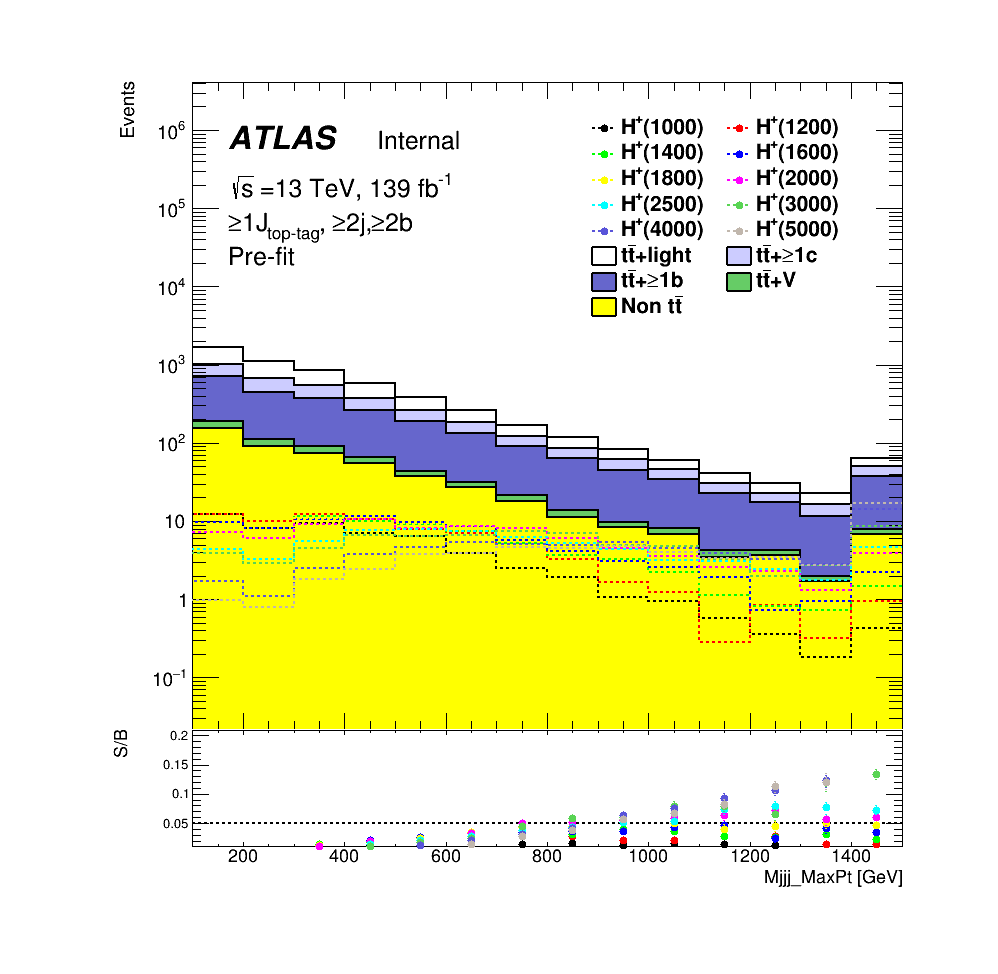 Events
10⁶
10⁵
10⁴
10³
10²
10
1
10⁻¹
ATLAS Internal
√s =13 TeV, 139 fb⁻¹
≥1J_top-tag, ≥2j,≥2b
Pre-fit
H⁺(1000) H⁺(1200)
H⁺(1400) H⁺(1600)
H⁺(1800) H⁺(2000)
H⁺(2500) H⁺(3000)
H⁺(4000) H⁺(5000)
tt̄+light tt̄+≥1c
tt̄+≥1b tt̄+V
Non tt̄
S/B
0.2
0.15
0.1
0.05
200 400 600 800 1000 1200 1400
Mjjj_MaxPt [GeV]